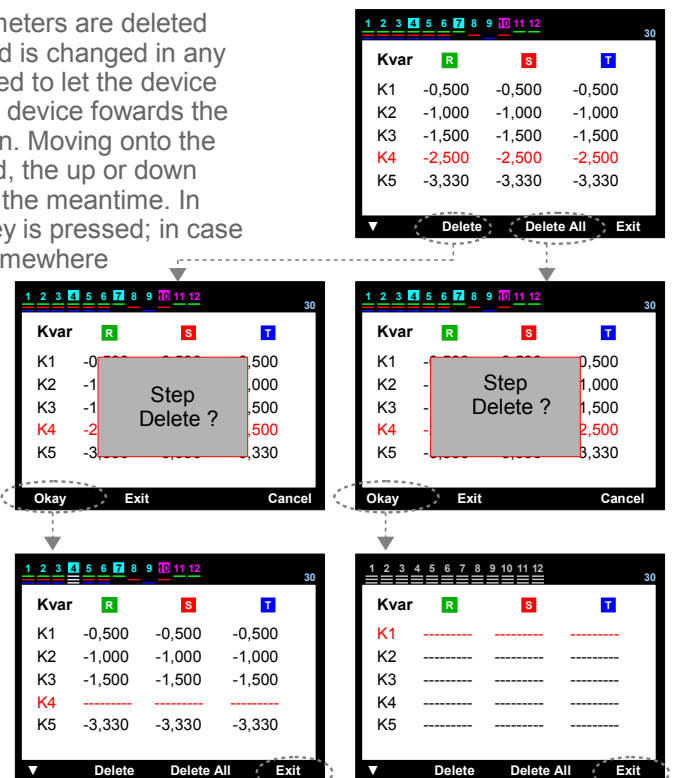 neters are deleted
d is changed in any
ed to let the device
device fowards the
n. Moving onto the
d, the up or down
the meantime. In
ey is pressed; in case
mewhere
1 2 3 4 5 6 7 8 9 10 11 12
30
Kvar R S T
K1 -0,500 -0,500 -0,500
K2 -1,000 -1,000 -1,000
K3 -1,500 -1,500 -1,500
K4 -2,500 -2,500 -2,500
K5 -3,330 -3,330 -3,330
▼ Delete Delete All Exit
1 2 3 4 5 6 7 8 9 10 11 12
30
Kvar R S T
K1 -0 ,500
K2 -1 ,000
K3 -1 ,500
K4 -2 ,500
K5 -3, ,330
Step
Delete ?
Okay Exit Cancel
1 2 3 4 5 6 7 8 9 10 11 12
30
Kvar R S T
K1 - 0,500
K2 - 1,000
K3 - 1,500
K4 - 2,500
K5 - 3,330
Step
Delete ?
Okay Exit Cancel
1 2 3 4 5 6 7 8 9 10 11 12
30
Kvar R S T
K1 -0,500 -0,500 -0,500
K2 -1,000 -1,000 -1,000
K3 -1,500 -1,500 -1,500
K4 --------- --------- ---------
K5 -3,330 -3,330 -3,330
▼ Delete Delete All Exit
1 2 3 4 5 6 7 8 9 10 11 12
30
Kvar R S T
K1 --------- --------- ---------
K2 --------- --------- ---------
K3 --------- --------- ---------
K4 --------- --------- ---------
K5 --------- --------- ---------
▼ Delete Delete All Exit